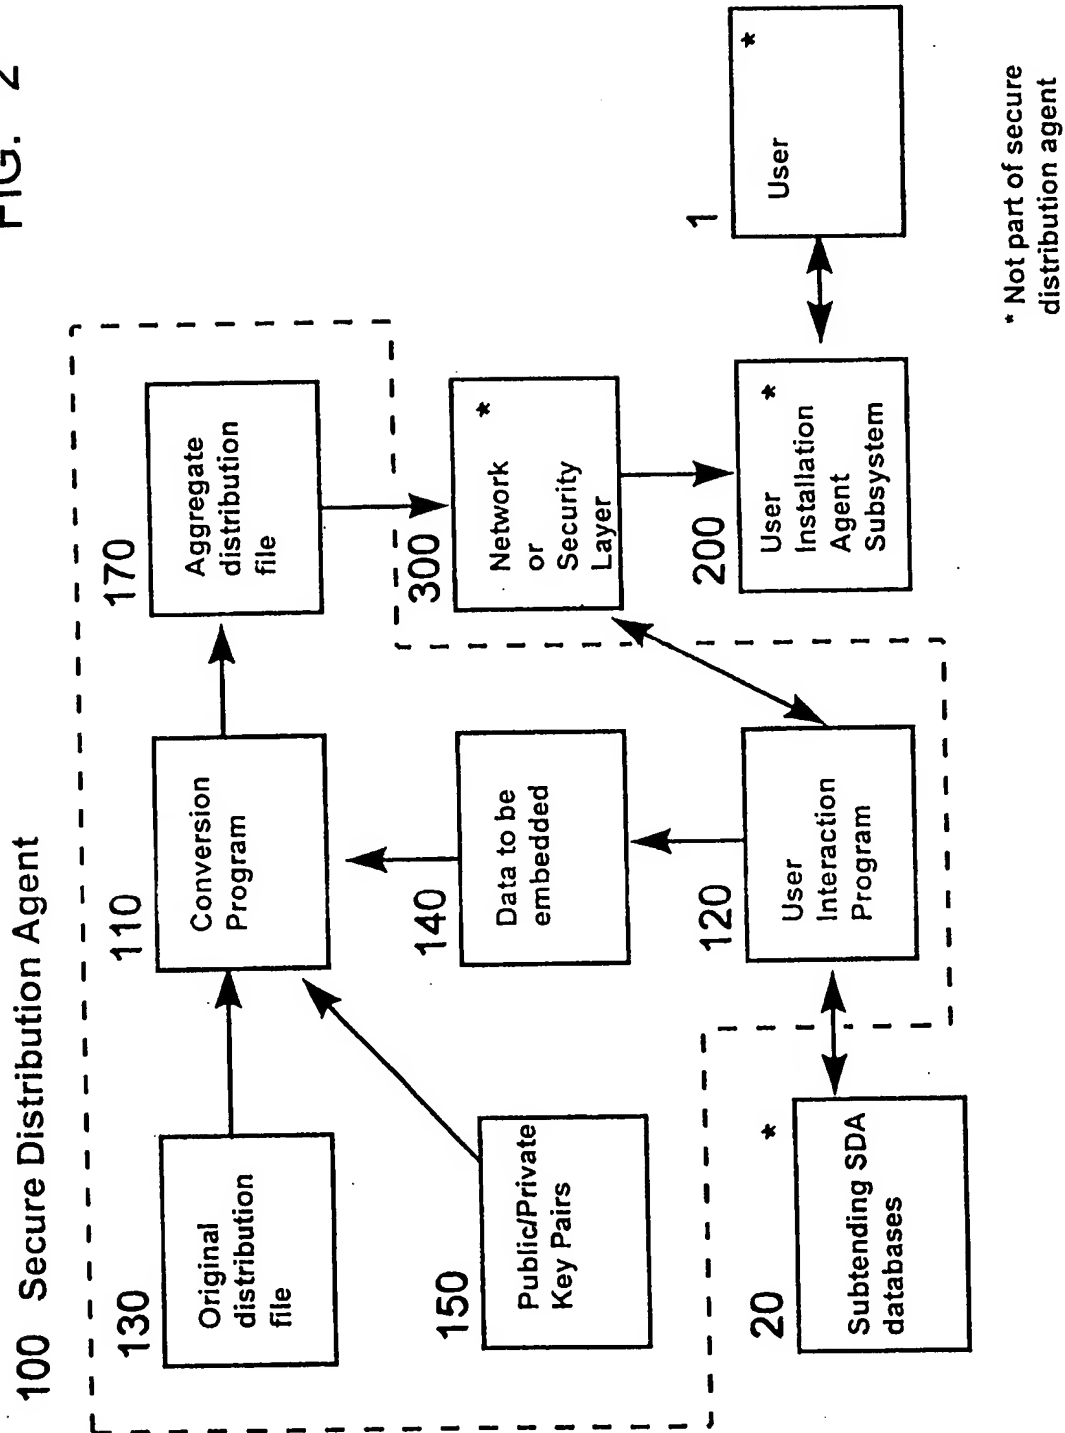 FIG. 2
100 Secure Distribution Agent
130
Original
distribution
file
110
Conversion
Program
170
Aggregate
distribution
file
150
Public/Private
Key Pairs
140
Data to be
embedded
300
Network *
or
Security
Layer
20
*
Subtending SDA
databases
120
User
Interaction
Program
200
User *
Installation
Agent
Subsystem
1
User
*
* Not part of secure
distribution agent